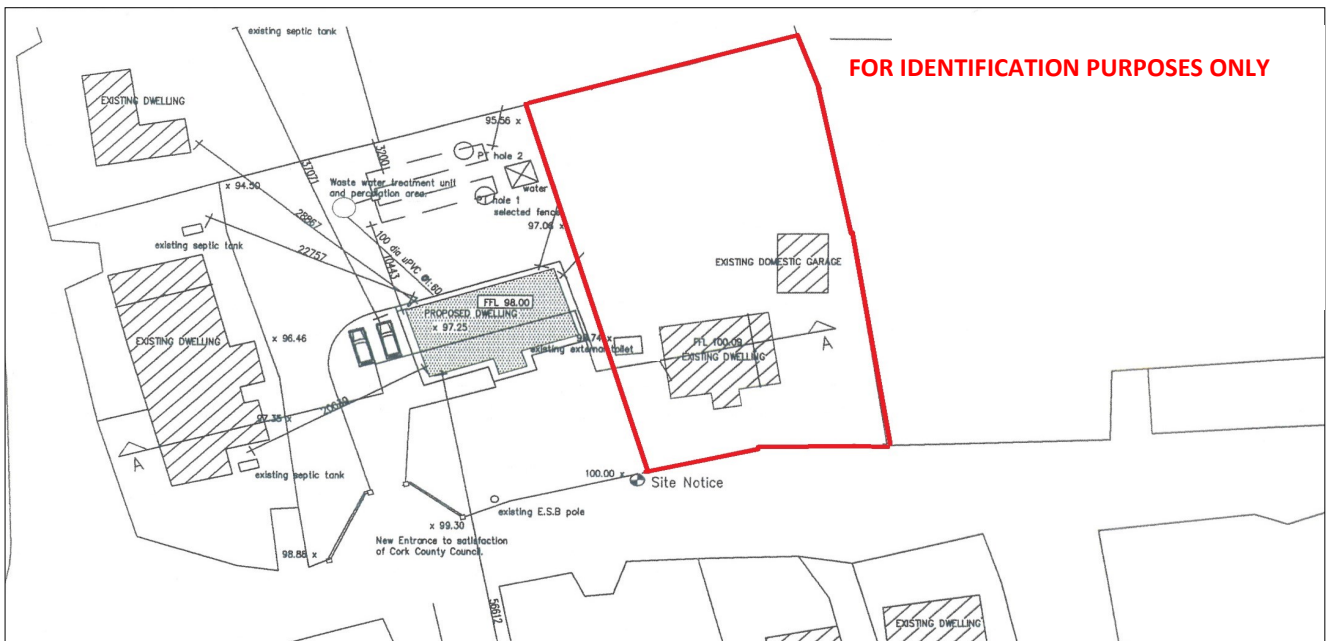 existing septic tank
FOR IDENTIFICATION PURPOSES ONLY
EXISTING DWELLING
95.56 x
32001
37071
PT hole 2
Waste water treatment unit
and percolation area.
x 94.50
water
PT hole 1
selected fence
97.06 x
28867
existing septic tank
22757
100 dia uPVC @1:60
10443
EXISTING DOMESTIC GARAGE
FFL 98.00
PROPOSED DWELLING
x 97.25
EXISTING DWELLING
x 96.46
existing external toilet
FFL 100.09
EXISTING DWELLING
A
97.35 x
A
existing septic tank
100.00 x
Site Notice
existing E.S.B pole
x 99.30
New Entrance to satisfaction
of Cork County Council.
98.88 x
56612
EXISTING DWELLING